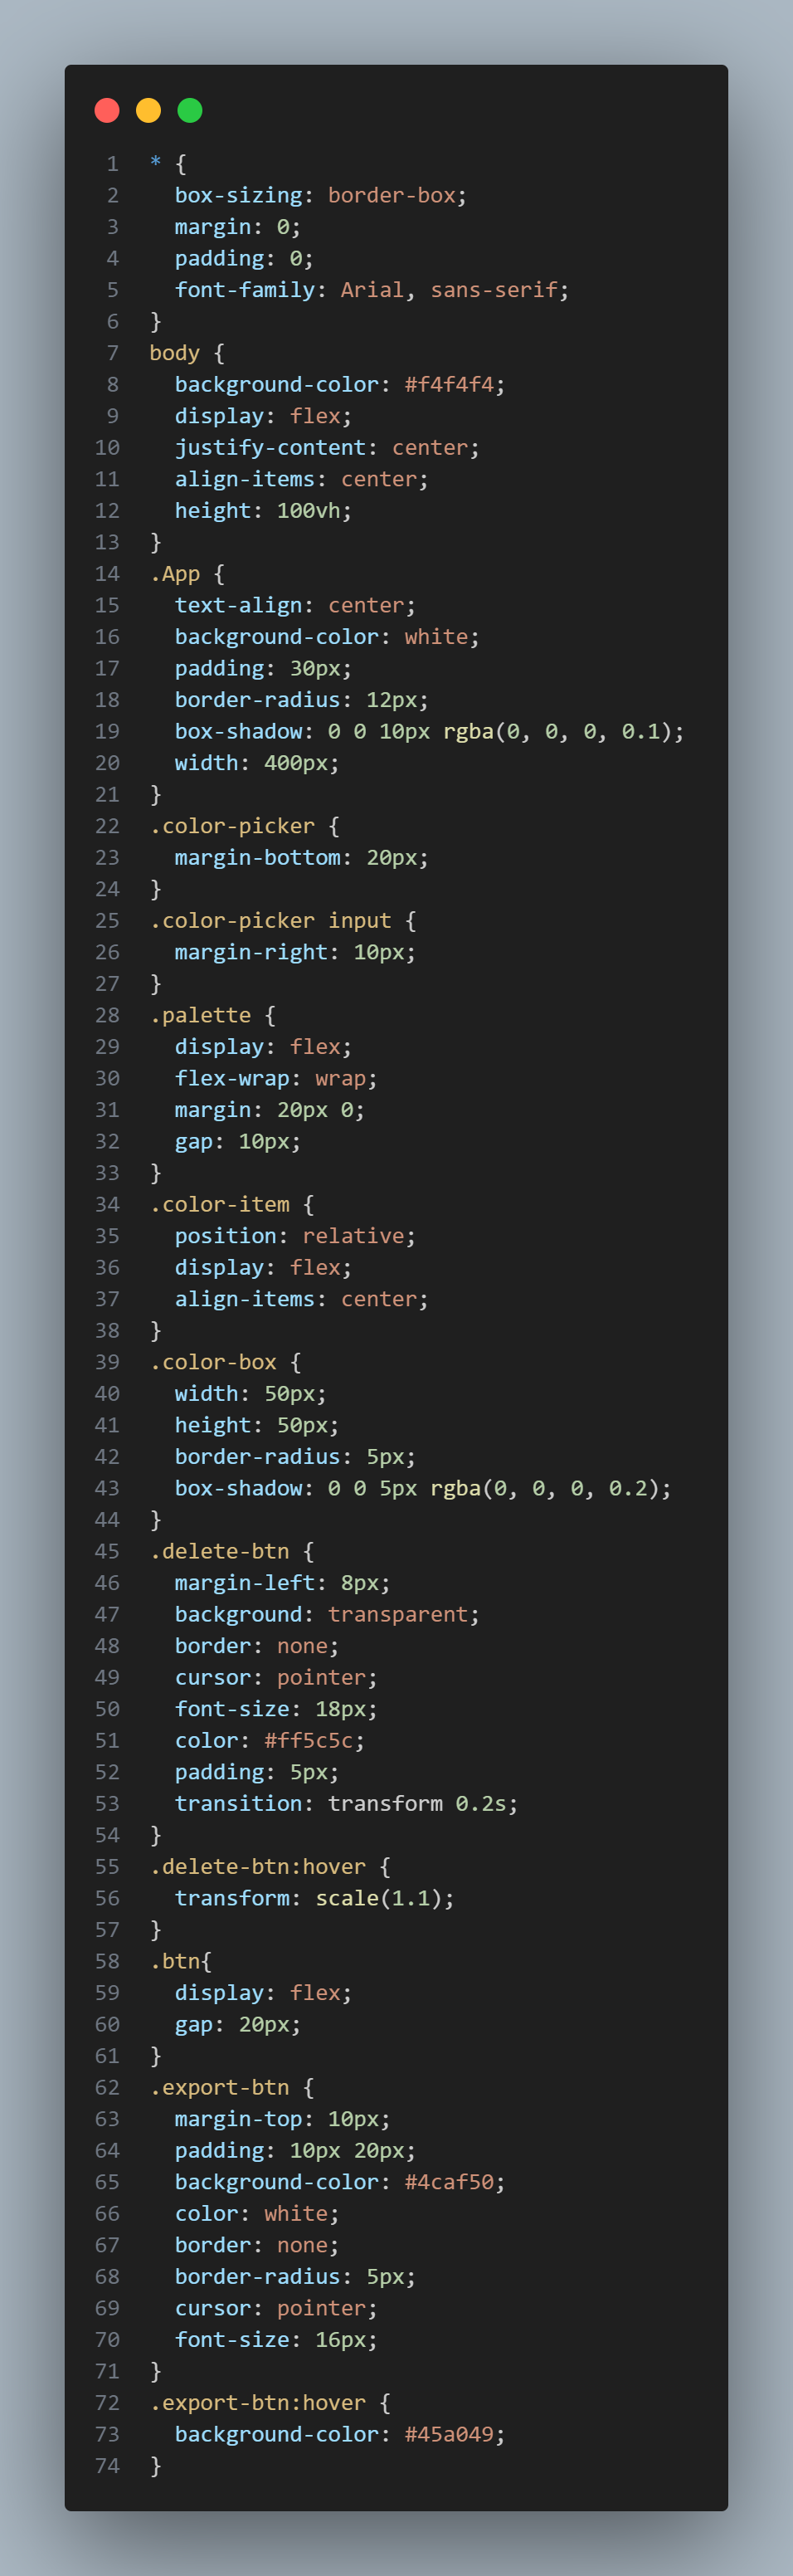 1 * {
2   box-sizing: border-box;
3   margin: 0;
4   padding: 0;
5   font-family: Arial, sans-serif;
6 }
7 body {
8   background-color: #f4f4f4;
9   display: flex;
10   justify-content: center;
11   align-items: center;
12   height: 100vh;
13 }
14 .App {
15   text-align: center;
16   background-color: white;
17   padding: 30px;
18   border-radius: 12px;
19   box-shadow: 0 0 10px rgba(0, 0, 0, 0.1);
20   width: 400px;
21 }
22 .color-picker {
23   margin-bottom: 20px;
24 }
25 .color-picker input {
26   margin-right: 10px;
27 }
28 .palette {
29   display: flex;
30   flex-wrap: wrap;
31   margin: 20px 0;
32   gap: 10px;
33 }
34 .color-item {
35   position: relative;
36   display: flex;
37   align-items: center;
38 }
39 .color-box {
40   width: 50px;
41   height: 50px;
42   border-radius: 5px;
43   box-shadow: 0 0 5px rgba(0, 0, 0, 0.2);
44 }
45 .delete-btn {
46   margin-left: 8px;
47   background: transparent;
48   border: none;
49   cursor: pointer;
50   font-size: 18px;
51   color: #ff5c5c;
52   padding: 5px;
53   transition: transform 0.2s;
54 }
55 .delete-btn:hover {
56   transform: scale(1.1);
57 }
58 .btn{
59   display: flex;
60   gap: 20px;
61 }
62 .export-btn {
63   margin-top: 10px;
64   padding: 10px 20px;
65   background-color: #4caf50;
66   color: white;
67   border: none;
68   border-radius: 5px;
69   cursor: pointer;
70   font-size: 16px;
71 }
72 .export-btn:hover {
73   background-color: #45a049;
74 }